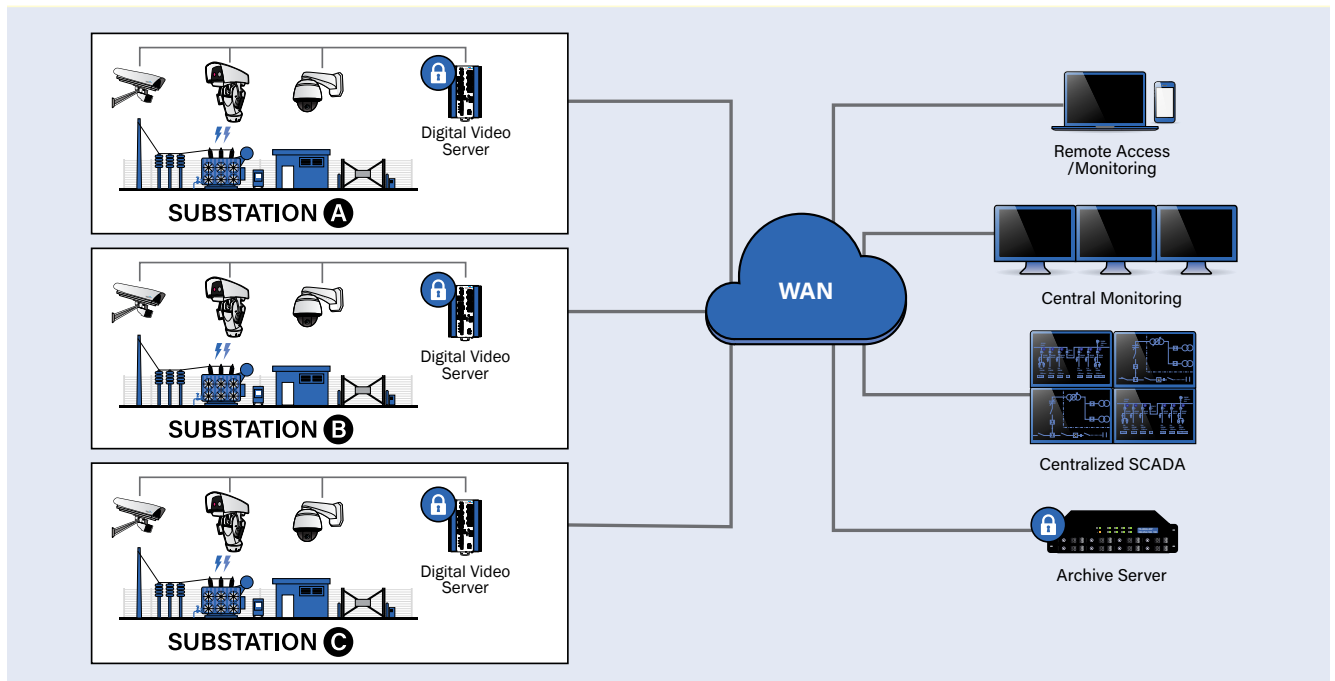 Digital Video
Server
SUBSTATION A
Digital Video
Server
SUBSTATION B
Digital Video
Server
SUBSTATION C
WAN
Remote Access
/Monitoring
Central Monitoring
Centralized SCADA
Archive Server